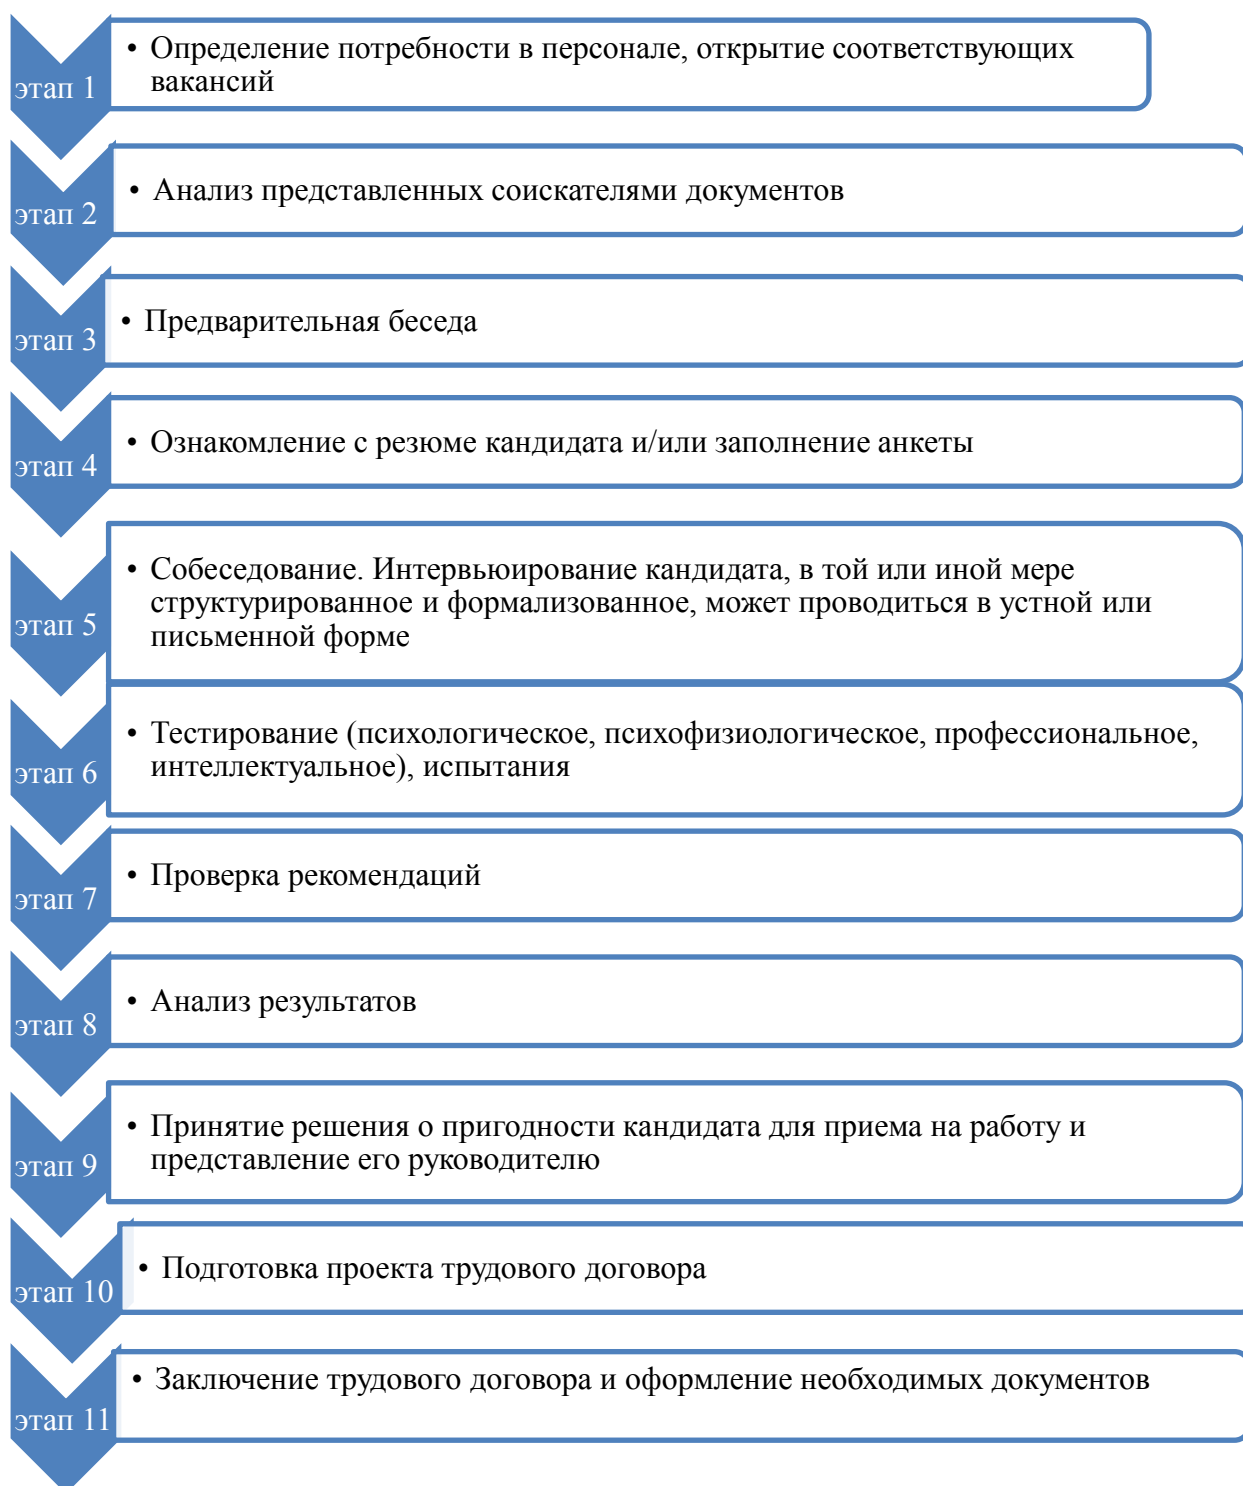 этап 1
• Определение потребности в персонале, открытие соответствующих
вакансий
этап 2
• Анализ представленных соискателями документов
этап 3
• Предварительная беседа
этап 4
• Ознакомление с резюме кандидата и/или заполнение анкеты
этап 5
• Собеседование. Интервьюирование кандидата, в той или иной мере
структурированное и формализованное, может проводиться в устной или
письменной форме
этап 6
• Тестирование (психологическое, психофизиологическое, профессиональное,
интеллектуальное), испытания
этап 7
• Проверка рекомендаций
этап 8
• Анализ результатов
этап 9
• Принятие решения о пригодности кандидата для приема на работу и
представление его руководителю
этап 10
• Подготовка проекта трудового договора
этап 11
• Заключение трудового договора и оформление необходимых документов